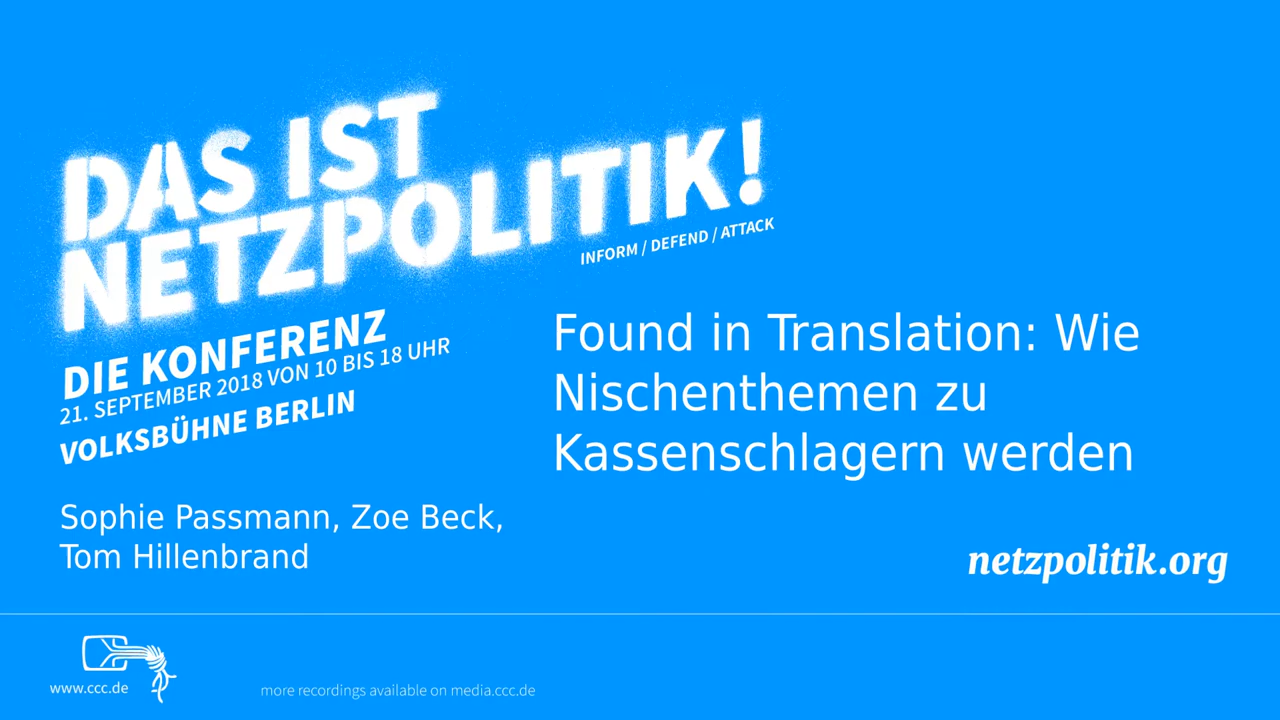 DAS IST
NETZPOLITIK!
INFORM / DEFEND / ATTACK
DIE KONFERENZ
21. SEPTEMBER 2018 VON 10 BIS 18 UHR
VOLKSBÜHNE BERLIN
Found in Translation: Wie
Nischenthemen zu
Kassenschlagern werden
Sophie Passmann, Zoe Beck,
Tom Hillenbrand
netzpolitik.org
www.ccc.de
more recordings available on media.ccc.de